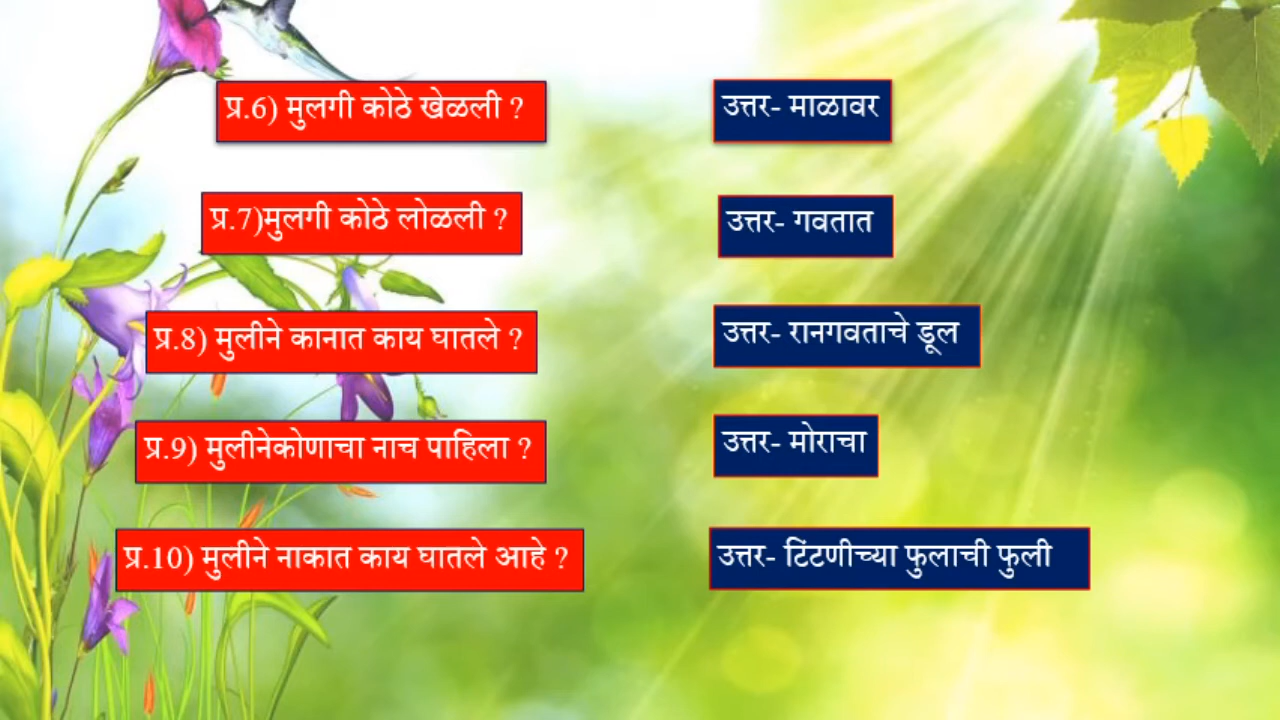 प्र.6) मुलगी कोठे खेळली ? उत्तर- माळावर
प्र.7)मुलगी कोठे लोळली ? उत्तर- गवतात
प्र.8) मुलीने कानात काय घातले ? उत्तर- रानगवताचे डूल
प्र.9) मुलीनेकोणाचा नाच पाहिला ? उत्तर- मोराचा
प्र.10) मुलीने नाकात काय घातले आहे ? उत्तर- टिंटणीच्या फुलाची फुली